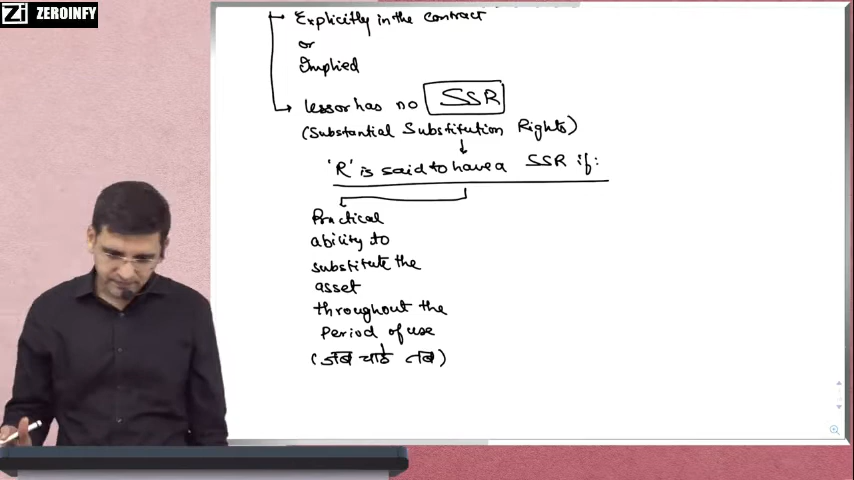 Zi ZEROINFY
Explicitly in the contract
or
Implied
lessor has no SSR
(Substantial Substitution Rights)
'R' is said to have a SSR if:
Practical
ability to
substitute the
asset
throughout the
Period of use
(जब चाहे तब)